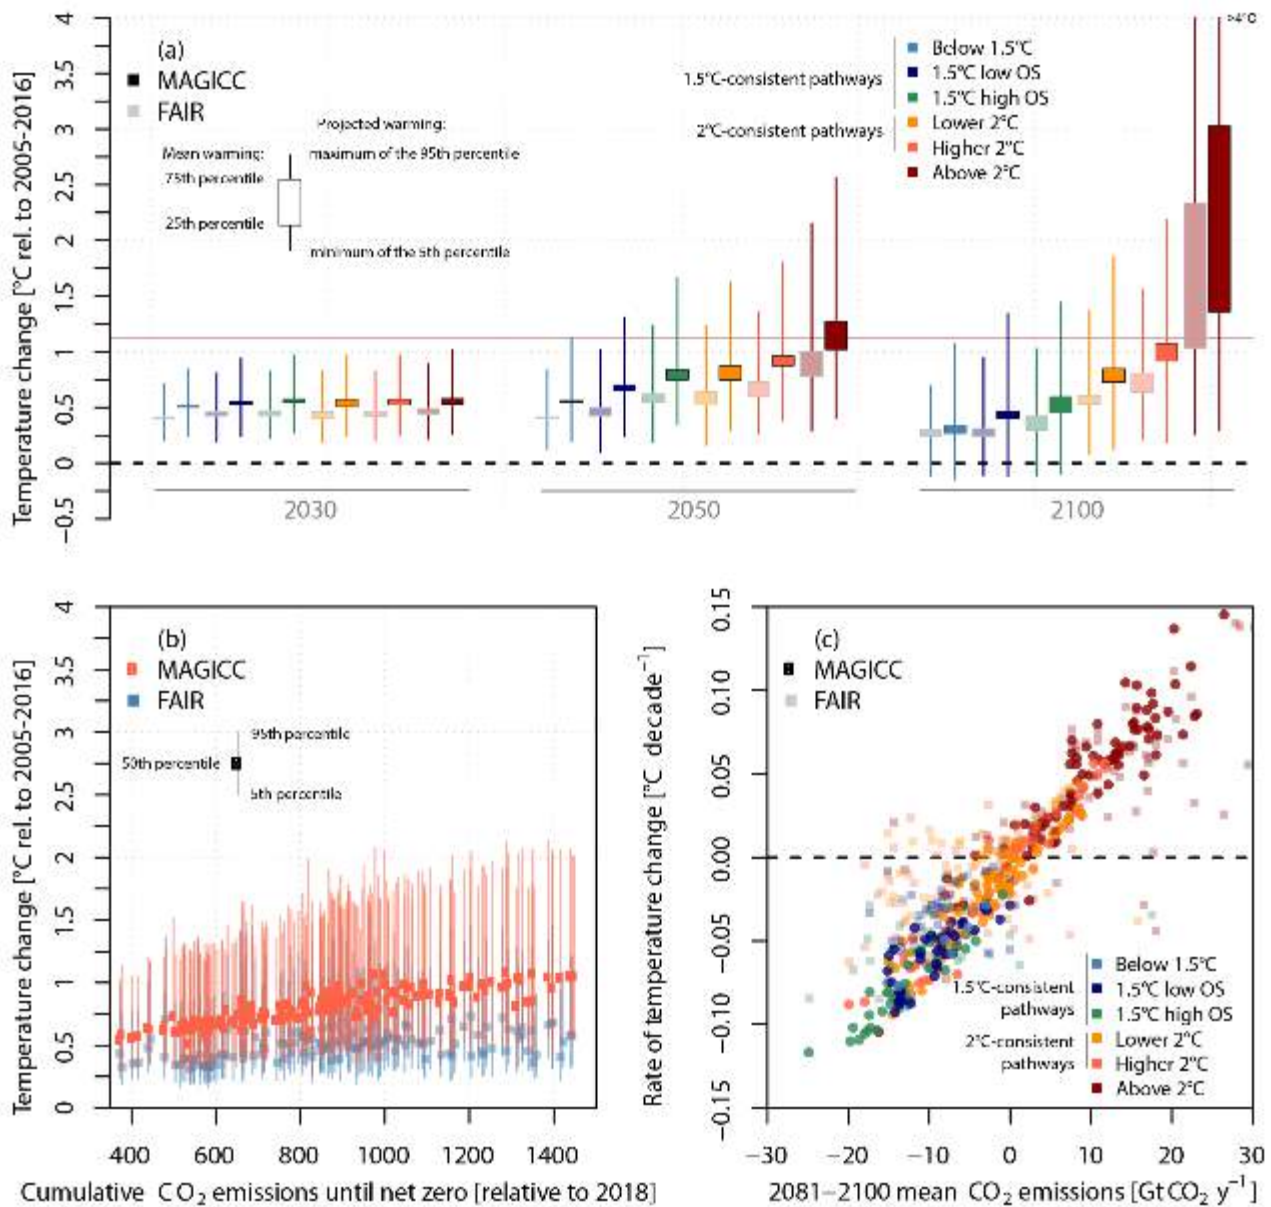 Temperature change [°C rel. to 2005-2016]
4
3.5
3
2.5
2
1.5
1
0.5
0
−0.5
(a)
MAGICC
FAIR
Projected warming:
Mean warming:
maximum of the 95th percentile
75th percentile
25th percentile
minimum of the 5th percentile
1.5°C-consistent pathways
2°C-consistent pathways
Below 1.5°C
1.5°C low OS
1.5°C high OS
Lower 2°C
Higher 2°C
Above 2°C
>4°C
2030
2050
2100
Temperature change [°C rel. to 2005-2016]
4
3.5
3
2.5
2
1.5
1
0.5
0
(b)
MAGICC
FAIR
95th percentile
50th percentile
5th percentile
400 600 800 1000 1200 1400
Cumulative CO₂ emissions until net zero [relative to 2018]
Rate of temperature change [°C decade⁻¹]
0.15
0.10
0.05
0.00
−0.05
−0.10
−0.15
(c)
MAGICC
FAIR
1.5°C-consistent
pathways
2°C-consistent
pathways
Below 1.5°C
1.5°C low OS
1.5°C high OS
Lower 2°C
Higher 2°C
Above 2°C
−30 −20 −10 0 10 20 30
2081−2100 mean CO₂ emissions [GtCO₂ y⁻¹]